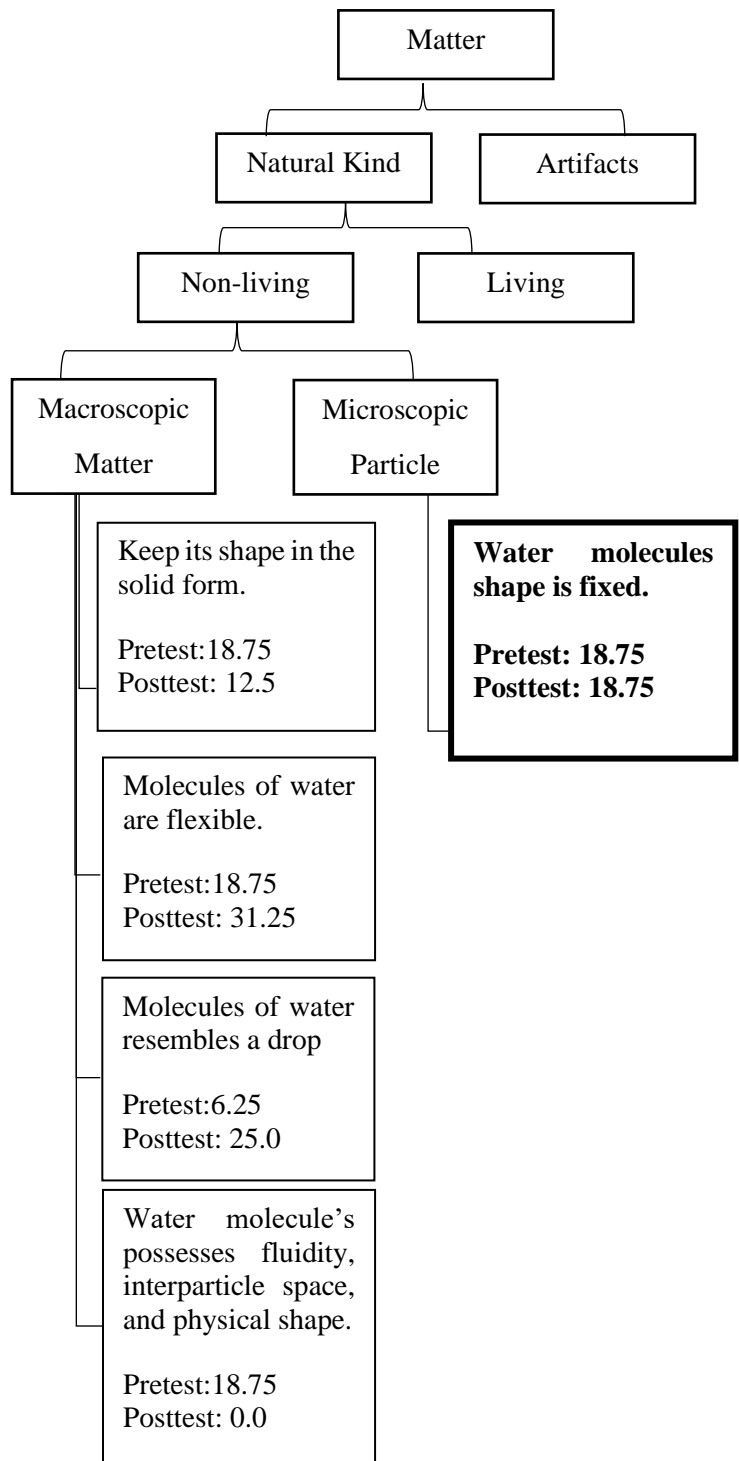 Matter
Natural Kind
Artifacts
Non-living
Living
Macroscopic
Matter
Microscopic
Particle
Keep its shape in the
solid form.
Pretest:18.75
Posttest: 12.5
Water molecules
shape is fixed.
Pretest: 18.75
Posttest: 18.75
Molecules of water
are flexible.
Pretest:18.75
Posttest: 31.25
Molecules of water
resembles a drop
Pretest:6.25
Posttest: 25.0
Water molecule’s
possesses fluidity,
interparticle space,
and physical shape.
Pretest:18.75
Posttest: 0.0